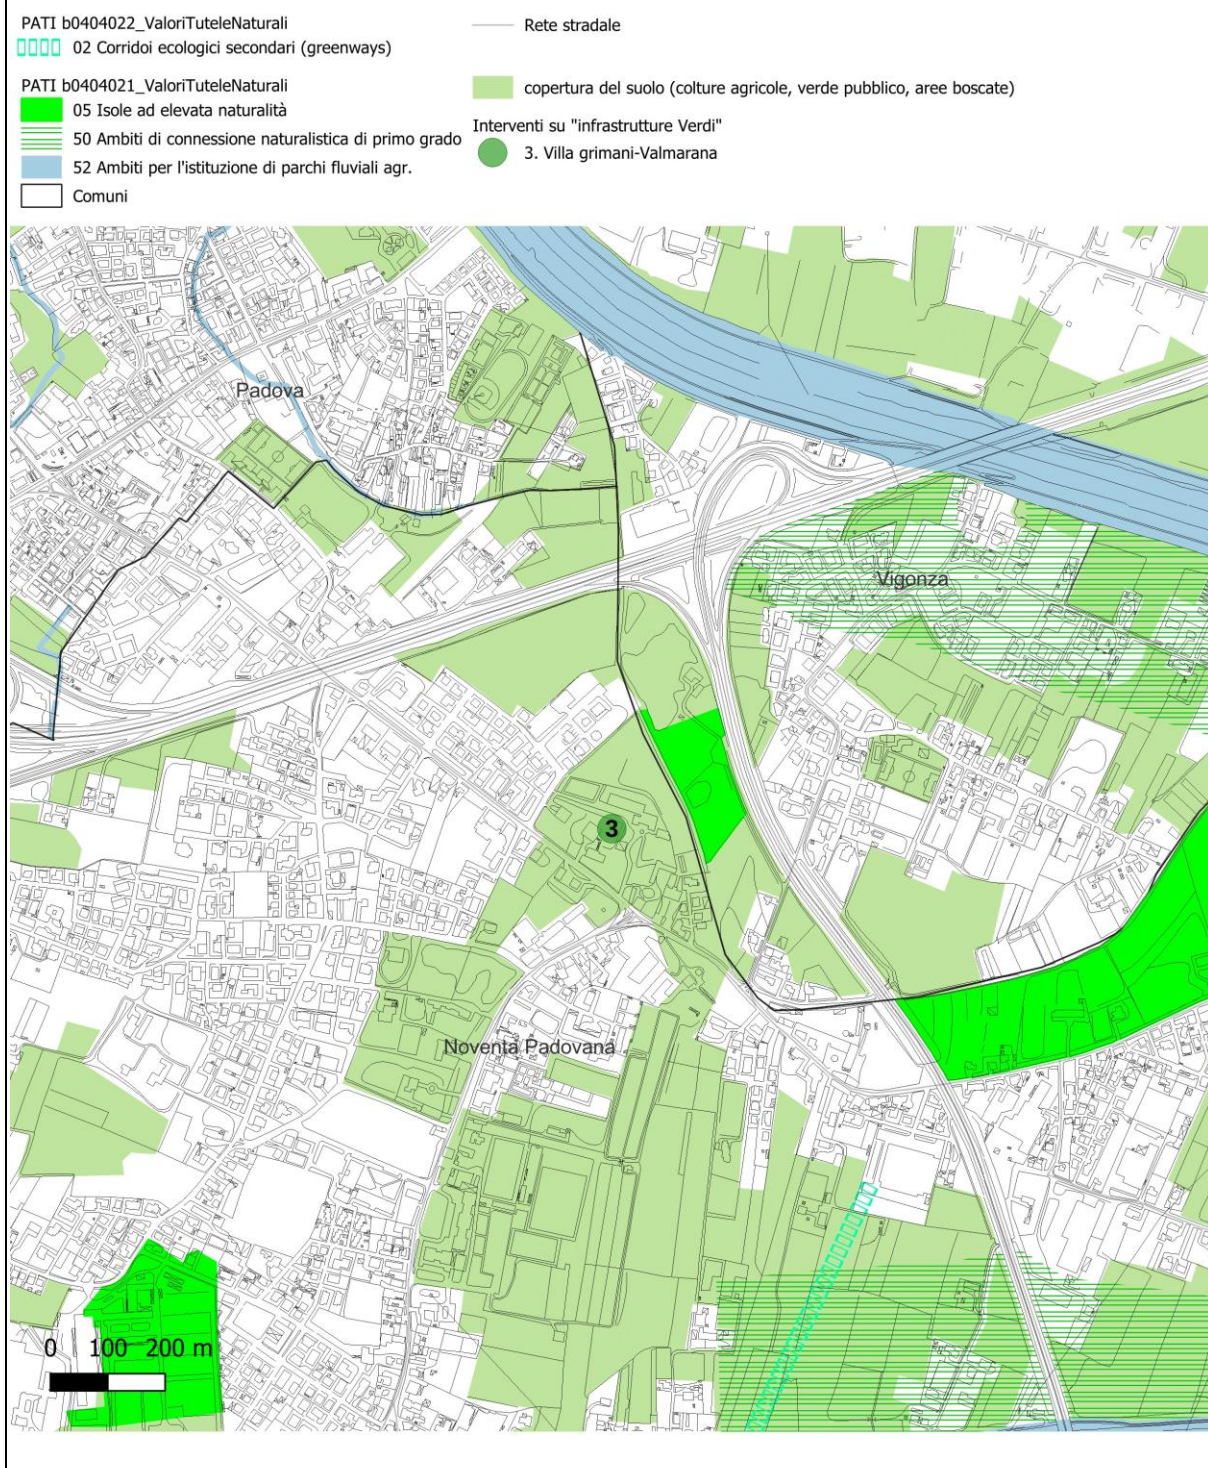 PATI b0404022_ValoriTuteleNaturali
02 Corridoi ecologici secondari (greenways)
PATI b0404021_ValoriTuteleNaturali
05 Isole ad elevata naturalità
50 Ambiti di connessione naturalistica di primo grado
52 Ambiti per l'istituzione di parchi fluviali agr.
Comuni
Rete stradale
copertura del suolo (colture agricole, verde pubblico, aree boscate)
Interventi su "infrastrutture Verdi"
3. Villa grimani-Valmarana
Padova
Vigonza
3
Noventa Padovana
0 100 200 m